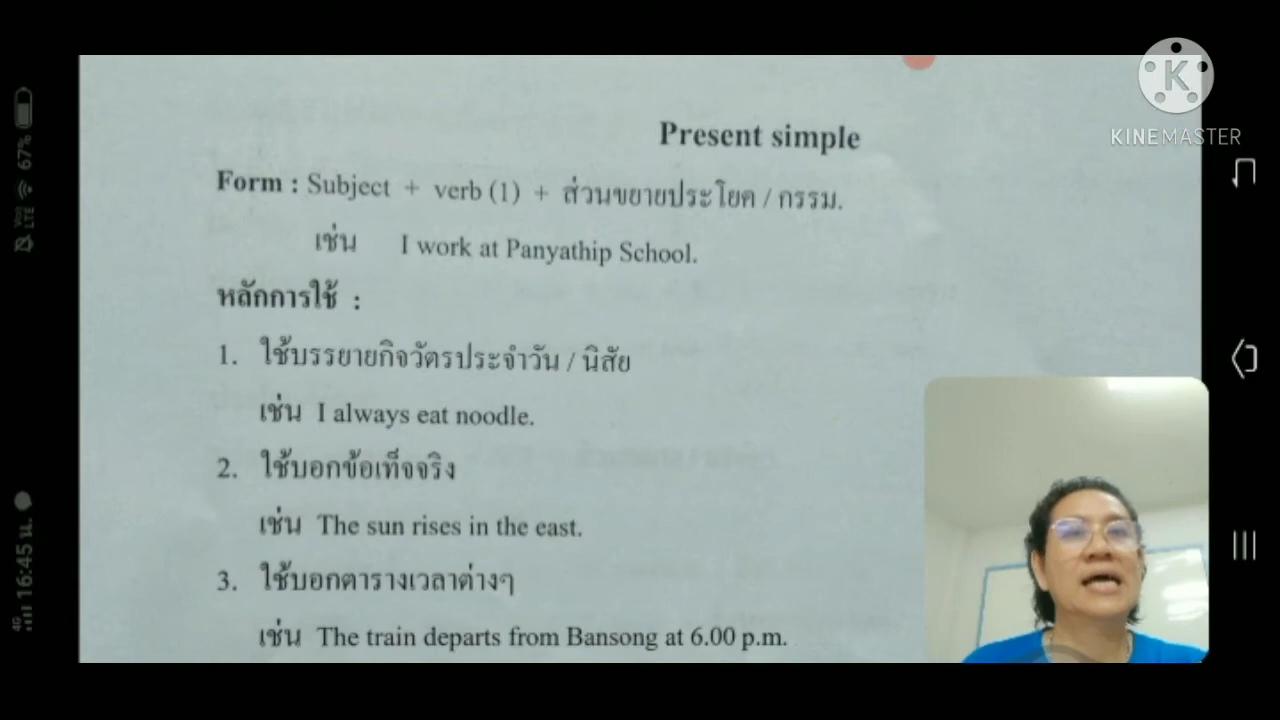 KINEMASTER
67%
VoD LTE
4G 16:45 น.
Present simple
Form : Subject + verb (1) + ส่วนขยายประโยค / กรรม.
เช่น I work at Panyathip School.
หลักการใช้ :
1. ใช้บรรยายกิจวัตรประจำวัน / นิสัย
เช่น I always eat noodle.
2. ใช้บอกข้อเท็จจริง
เช่น The sun rises in the east.
3. ใช้บอกตารางเวลาต่างๆ
เช่น The train departs from Bansong at 6.00 p.m.